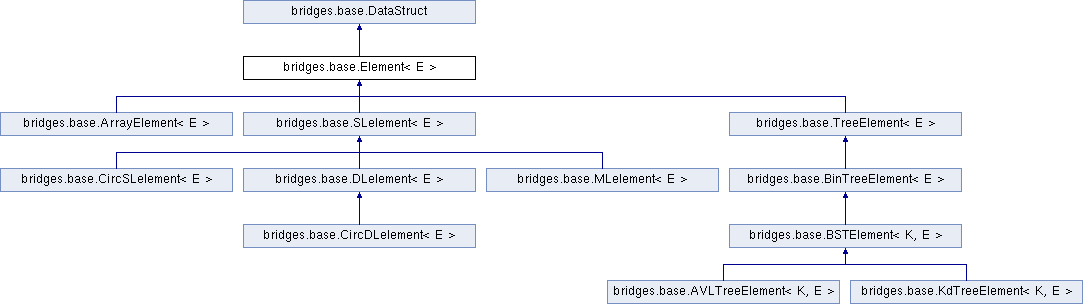 bridges.base.DataStruct
bridges.base.Element< E >
bridges.base.ArrayElement< E >
bridges.base.SLelement< E >
bridges.base.TreeElement< E >
bridges.base.CircSLelement< E >
bridges.base.DLelement< E >
bridges.base.MLelement< E >
bridges.base.BinTreeElement< E >
bridges.base.CircDLelement< E >
bridges.base.BSTElement< K, E >
bridges.base.AVLTreeElement< K, E >
bridges.base.KdTreeElement< K, E >